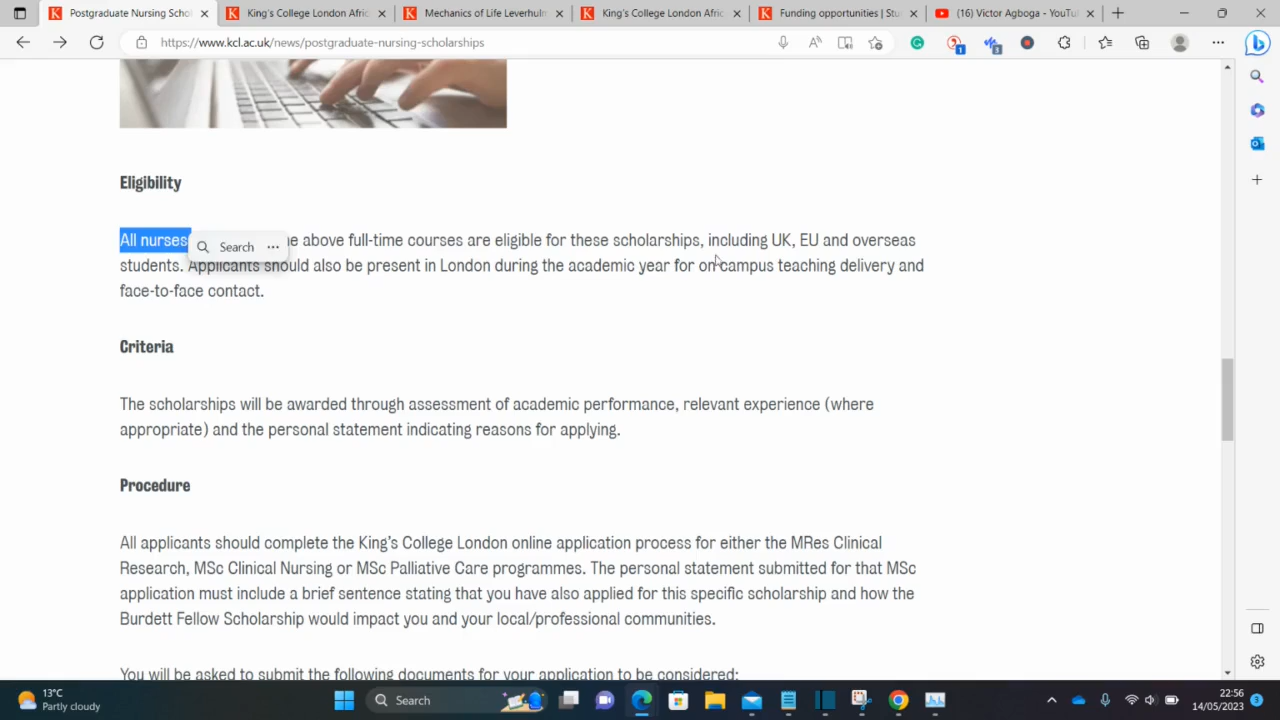 Postgraduate Nursing Schol
King's College London Afric
Mechanics of Life Leverhulm
King's College London Afric
Funding opportunities | Stu
(16) Victor Agboga - YouTu
https://www.kcl.ac.uk/news/postgraduate-nursing-scholarships
Eligibility
All nurses e above full-time courses are eligible for these scholarships, including UK, EU and overseas
Search ...
students. Applicants should also be present in London during the academic year for on-campus teaching delivery and
face-to-face contact.
Criteria
The scholarships will be awarded through assessment of academic performance, relevant experience (where
appropriate) and the personal statement indicating reasons for applying.
Procedure
All applicants should complete the King's College London online application process for either the MRes Clinical
Research, MSc Clinical Nursing or MSc Palliative Care programmes. The personal statement submitted for that MSc
application must include a brief sentence stating that you have also applied for this specific scholarship and how the
Burdett Fellow Scholarship would impact you and your local/professional communities.
You will be asked to submit the following documents for your application to be considered:
13°C
Partly cloudy
Search
22:56
14/05/2023